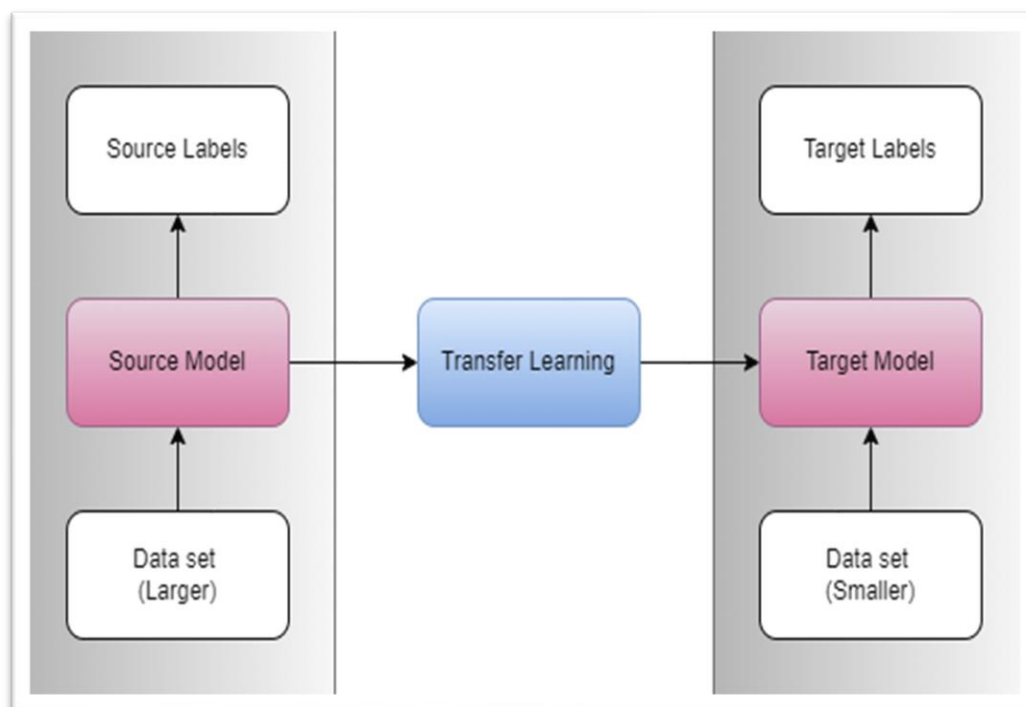 Source Labels
Target Labels
Source Model
Transfer Learning
Target Model
Data set
(Larger)
Data set
(Smaller)